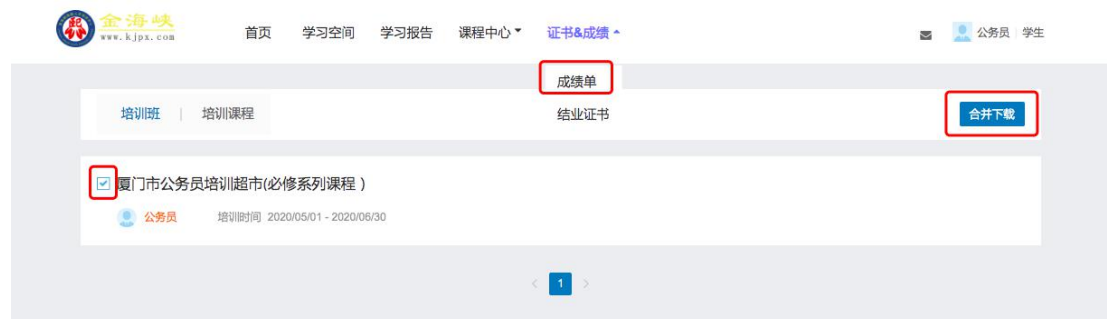 金海峡
www.kjpx.com
首页 学习空间 学习报告 课程中心 证书&成绩 公务员 学生
成绩单
培训班 | 培训课程 结业证书 合并下载
厦门市公务员培训超市(必修系列课程 )
公务员 培训时间 2020/05/01 - 2020/06/30
< 1 >